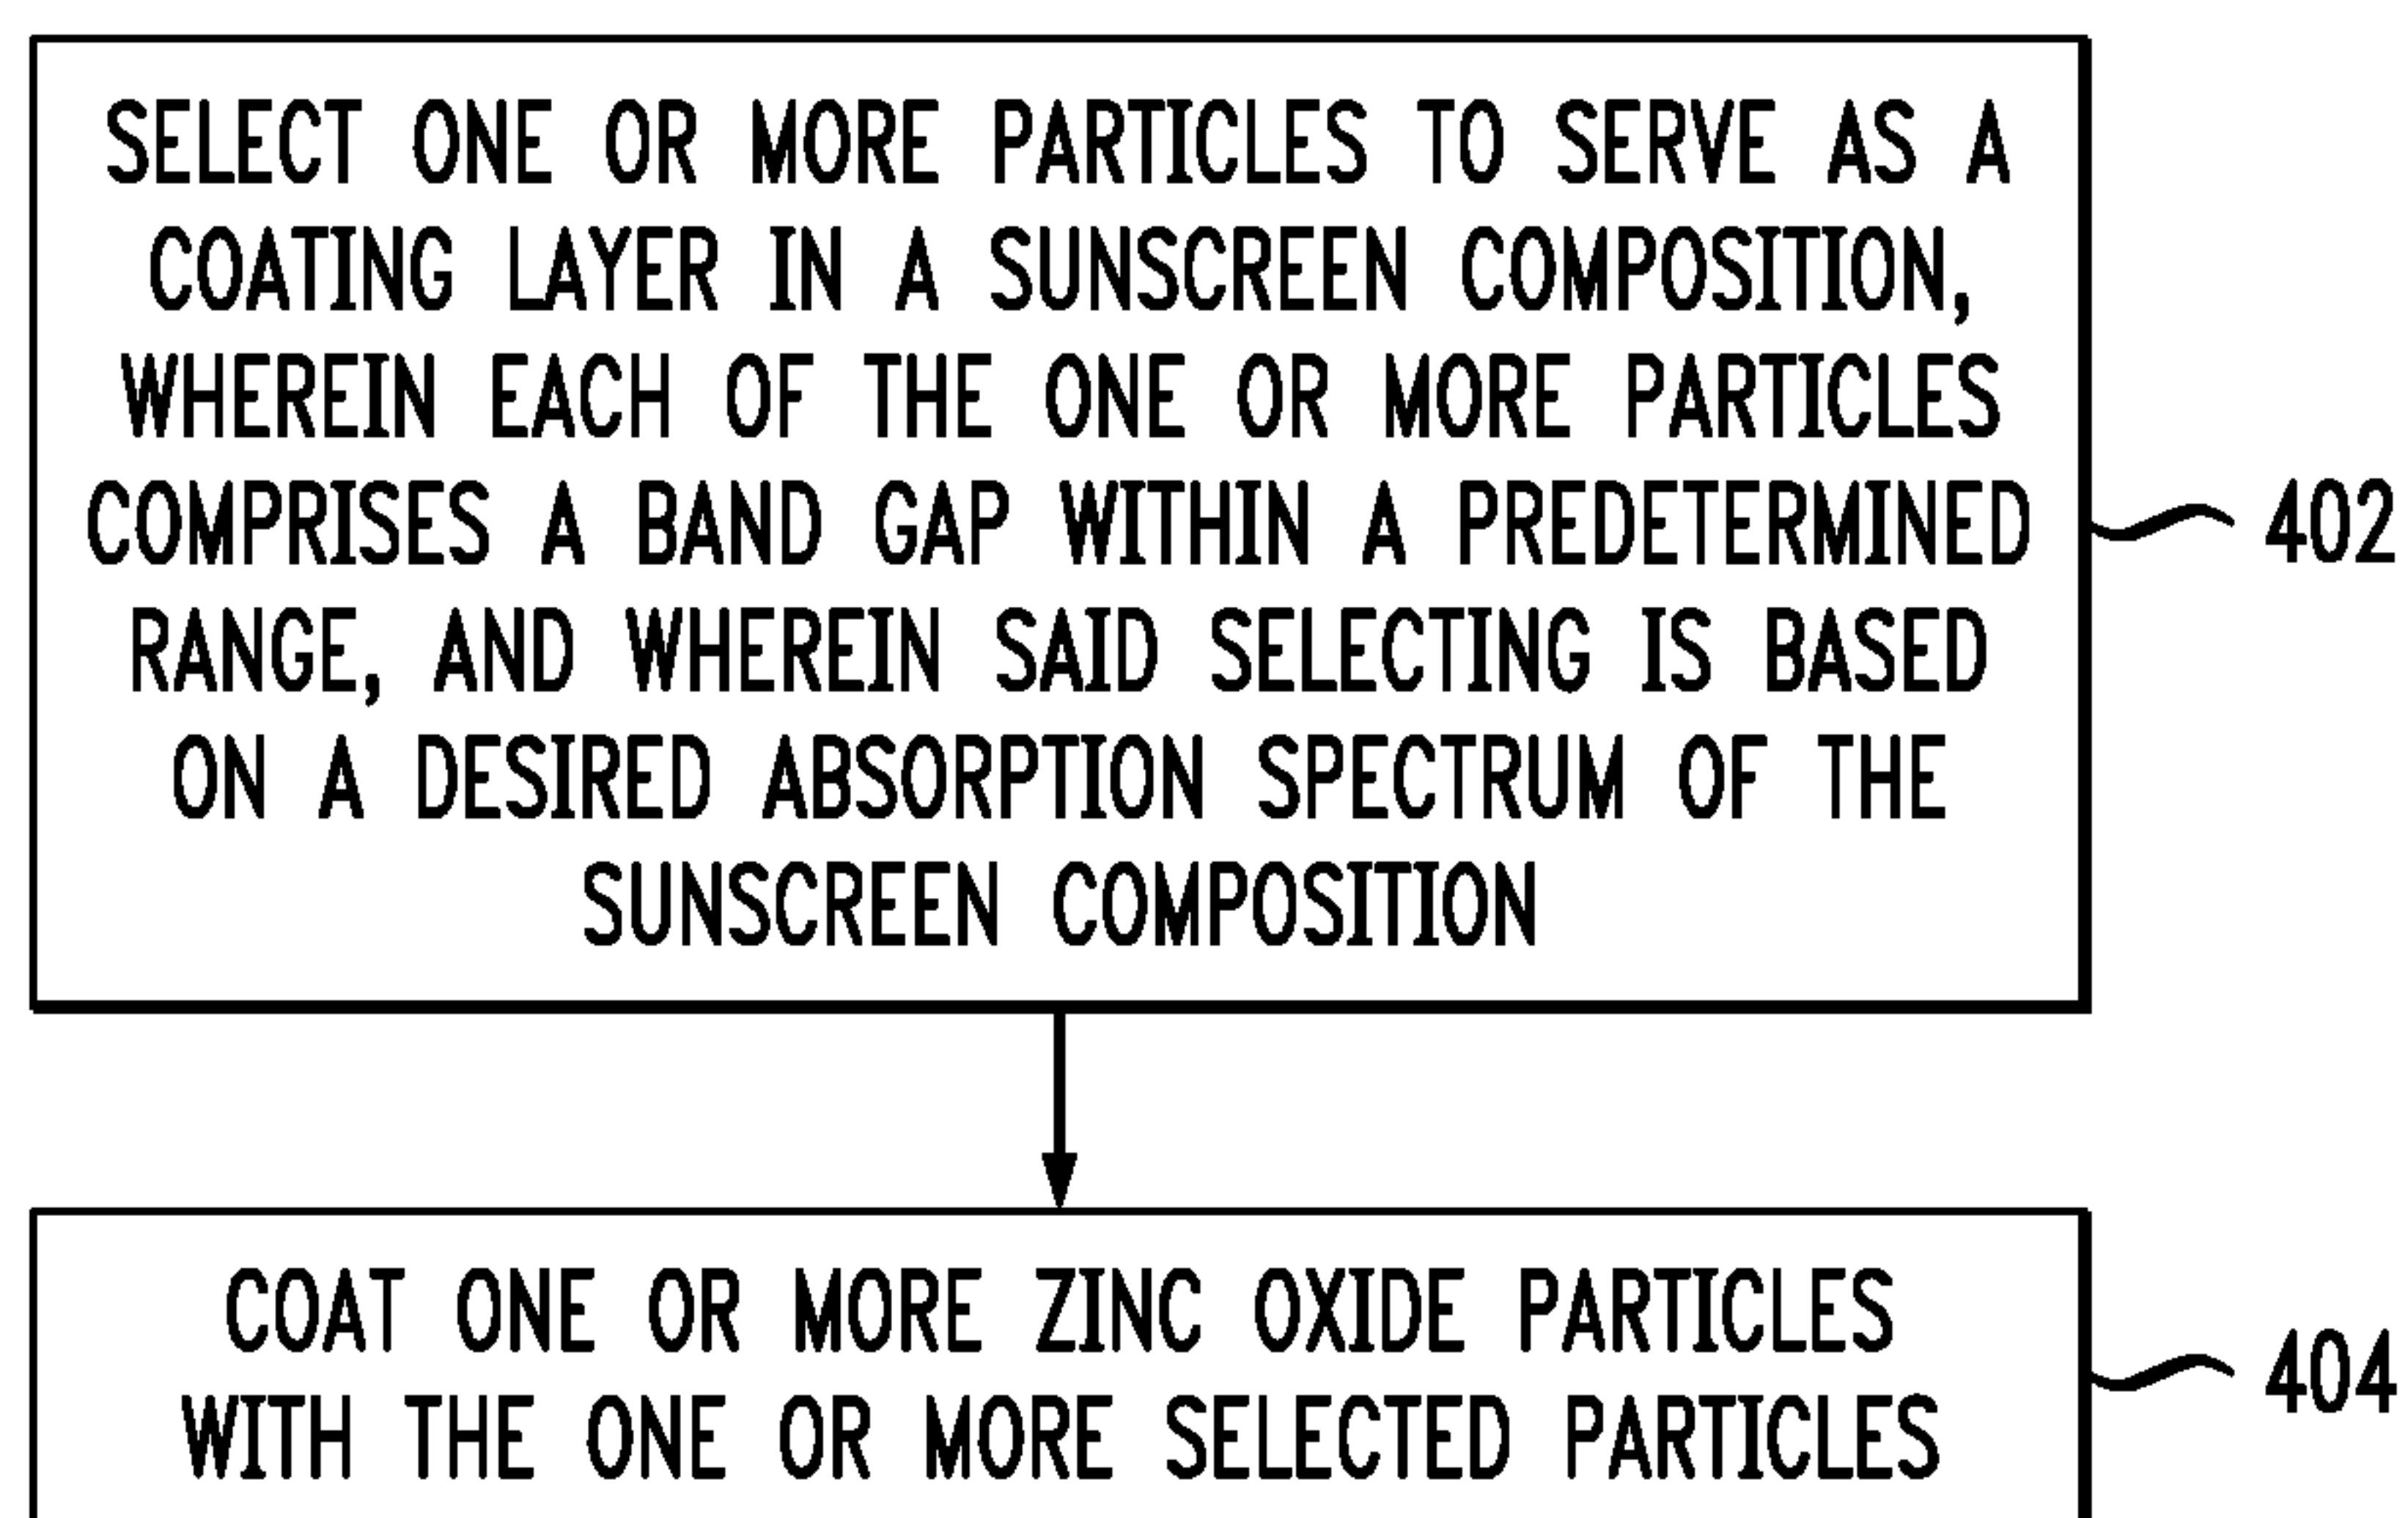 SELECT ONE OR MORE PARTICLES TO SERVE AS A
COATING LAYER IN A SUNSCREEN COMPOSITION,
WHEREIN EACH OF THE ONE OR MORE PARTICLES
COMPRISES A BAND GAP WITHIN A PREDETERMINED
RANGE, AND WHEREIN SAID SELECTING IS BASED
ON A DESIRED ABSORPTION SPECTRUM OF THE
SUNSCREEN COMPOSITION
402
COAT ONE OR MORE ZINC OXIDE PARTICLES
WITH THE ONE OR MORE SELECTED PARTICLES
404